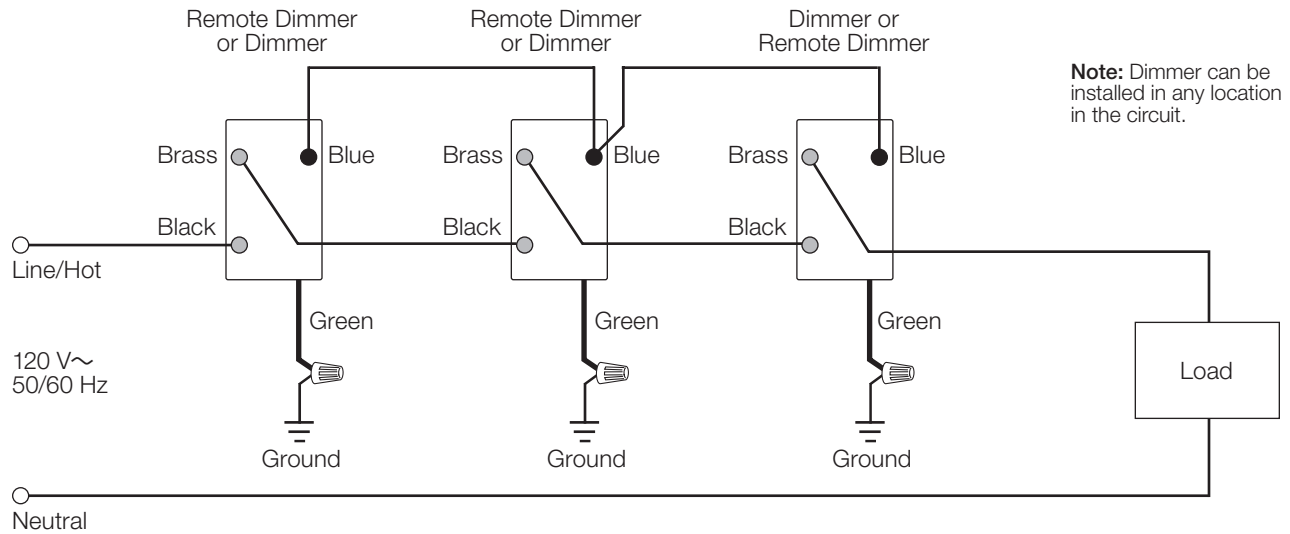 Remote Dimmer
or Dimmer
Remote Dimmer
or Dimmer
Dimmer or
Remote Dimmer
Note: Dimmer can be
installed in any location
in the circuit.
Brass
Blue
Brass
Blue
Brass
Blue
Black
Black
Black
Line/Hot
Green
Green
Green
120 V~
50/60 Hz
Load
Ground
Ground
Ground
Neutral